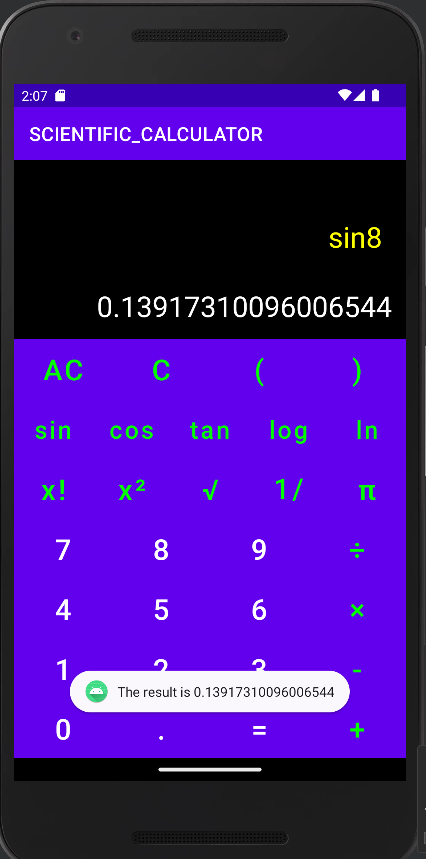 2:07
SCIENTIFIC_CALCULATOR
sin8
0.13917310096006544
AC C ( )
sin cos tan log ln
x! x² √ 1/ π
7 8 9 ÷
4 5 6 ×
1 2 3 -
The result is 0.13917310096006544
0 . = +